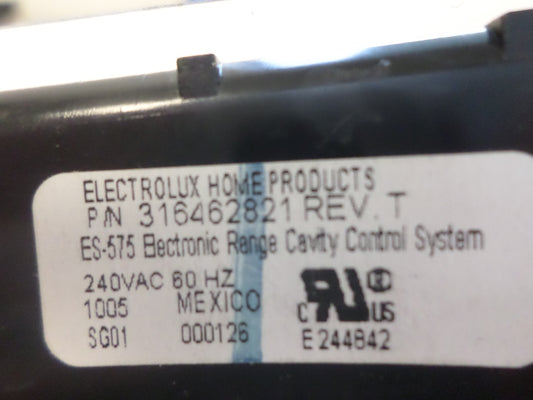 ELECTROLUX HOME PRODUCTS
P/N 316462821 REV. T
ES-575 Electronic Range Cavity Control System
240VAC 60 HZ
1005 MEXICO
SG01 000126
C RU US
E244842